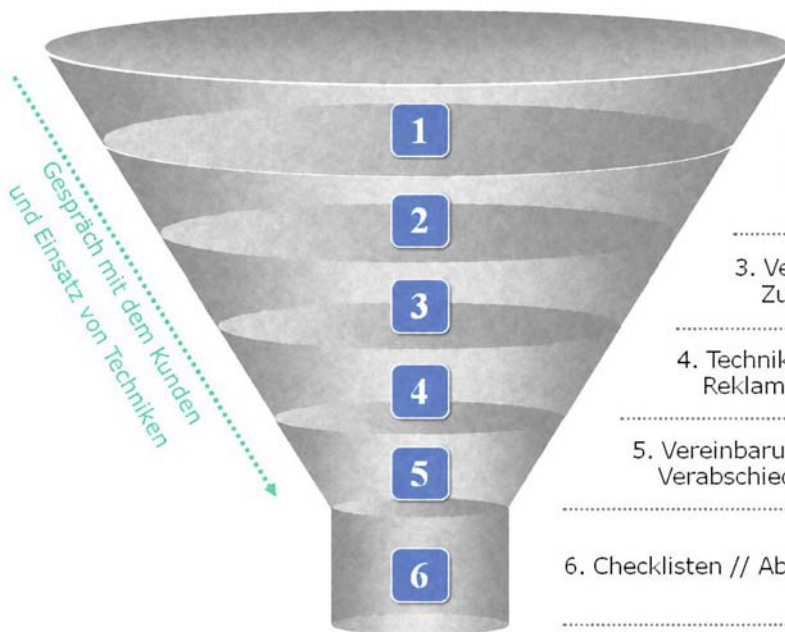 Gespräch mit dem Kunden
und Einsatz von Techniken
1
2
3
4
5
6
3. Ve
Zu
4. Technik
Reklam
5. Vereinbaru
Verabschied
6. Checklisten // Ab